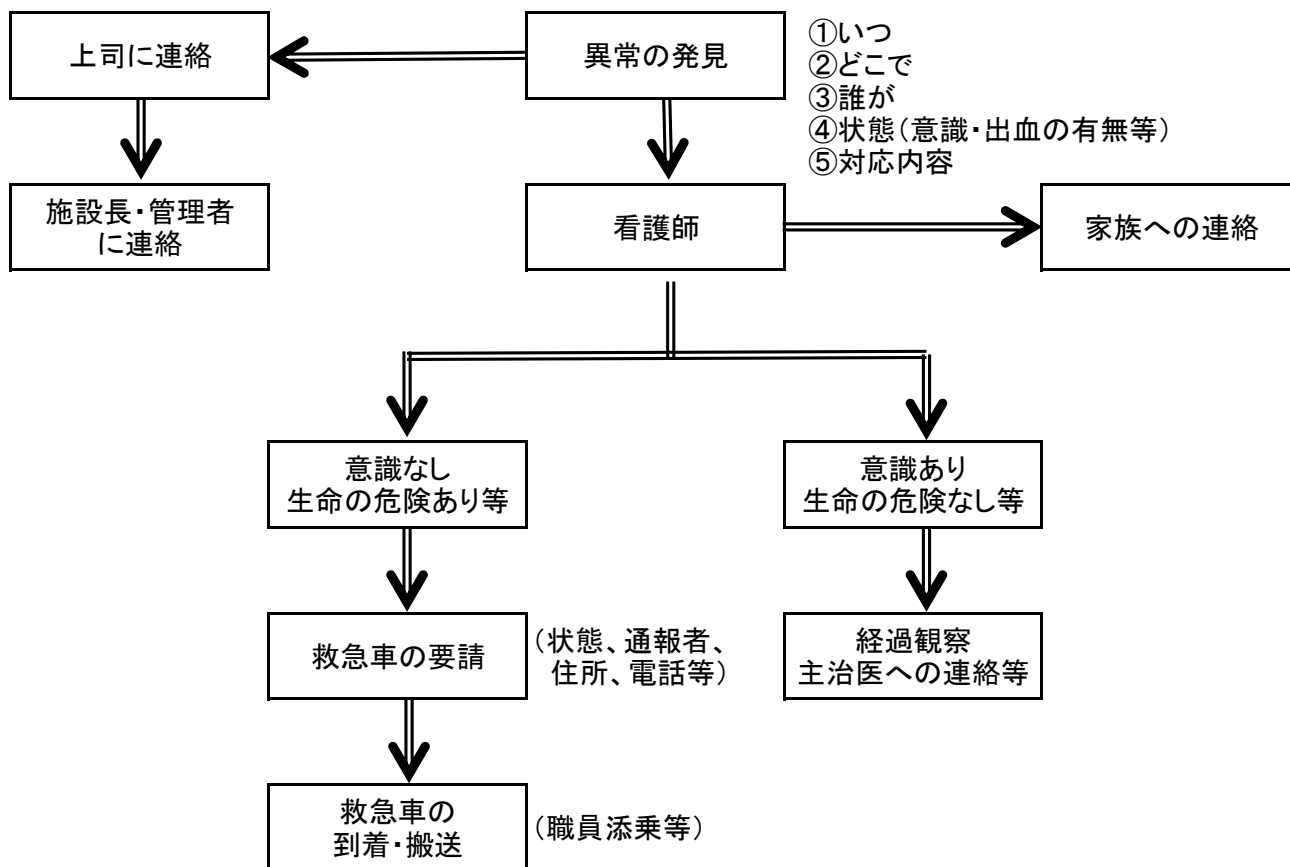 上司に連絡
異常の発見
①いつ
②どこで
③誰が
④状態(意識・出血の有無等)
⑤対応内容
施設長・管理者
に連絡
看護師
家族への連絡
意識なし
生命の危険あり等
意識あり
生命の危険なし等
救急車の要請
(状態、通報者、
住所、電話等)
経過観察
主治医への連絡等
救急車の
到着・搬送
(職員添乗等)